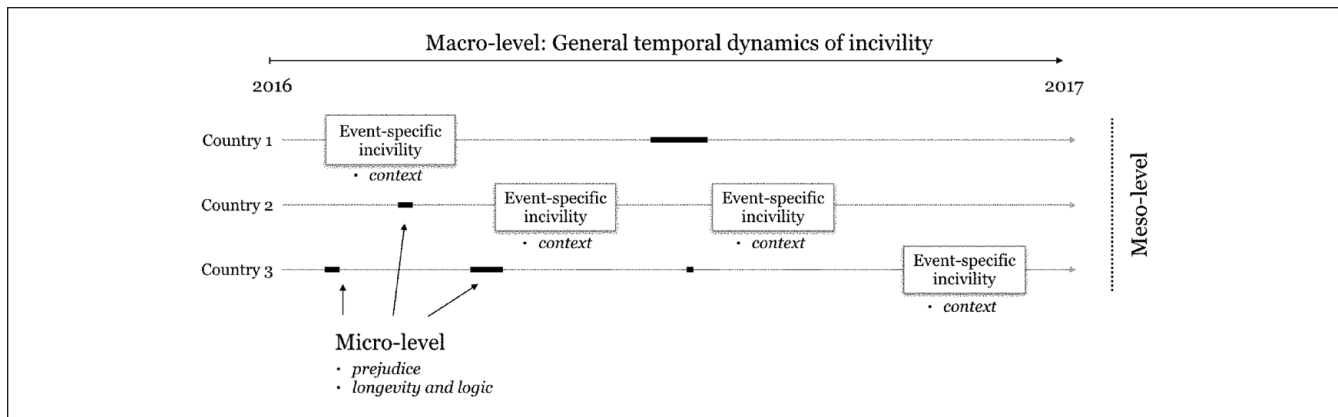 Macro-level: General temporal dynamics of incivility
2016
2017
Country 1
Event-specific
incivility
• context
Country 2
Event-specific
incivility
• context
Event-specific
incivility
• context
Country 3
Event-specific
incivility
• context
Meso-level
Micro-level
• prejudice
• longevity and logic